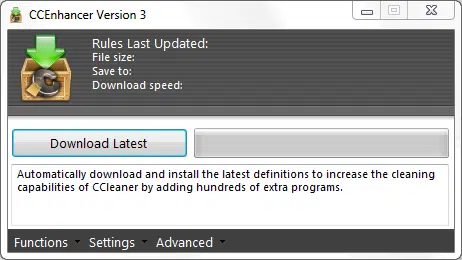 CCEnhancer Version 3
Rules Last Updated:
File size:
Save to:
Download speed:
Download Latest
Automatically download and install the latest definitions to increase the cleaning
capabilities of CCleaner by adding hundreds of extra programs.
Functions Settings Advanced